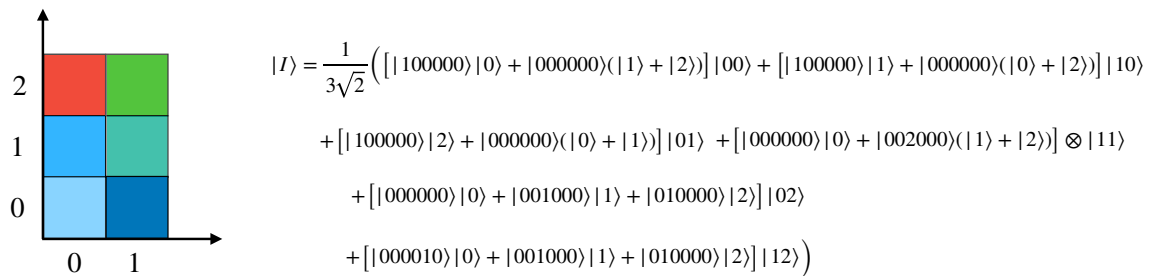 2
1
0
0 1
|I⟩ = \frac{1}{3\sqrt{2}}([|100000⟩|0⟩ + |000000⟩(|1⟩ + |2⟩)]|00⟩ + [|100000⟩|1⟩ + |000000⟩(|0⟩ + |2⟩)]|10⟩
+[|100000⟩|2⟩ + |000000⟩(|0⟩ + |1⟩)]|01⟩ +[|000000⟩|0⟩ + |002000⟩(|1⟩ + |2⟩)] ⊗ |11⟩
+[|000000⟩|0⟩ + |001000⟩|1⟩ + |010000⟩|2⟩]|02⟩
+[|000010⟩|0⟩ + |001000⟩|1⟩ + |010000⟩|2⟩]|12⟩)